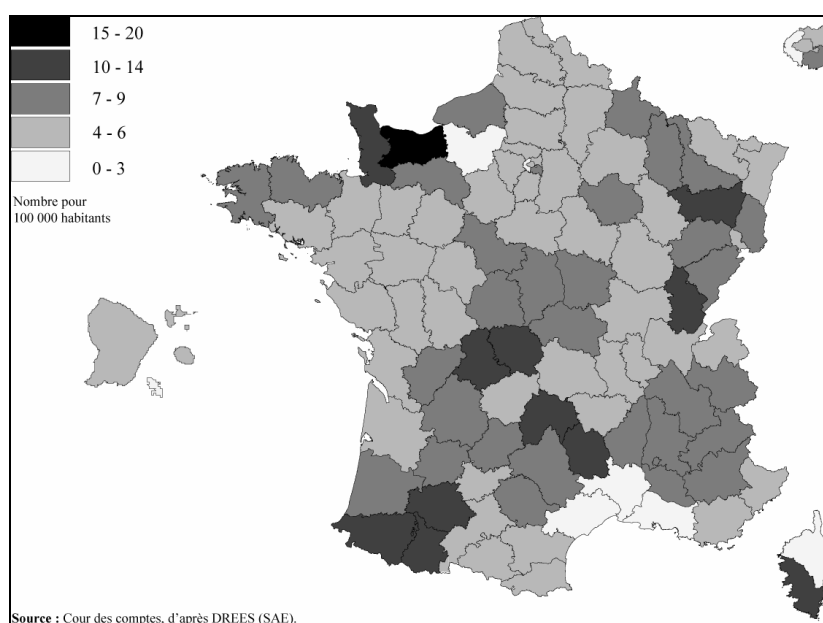 15 - 20
10 - 14
7 - 9
4 - 6
0 - 3
Nombre pour
100 000 habitants
Source : Cour des comptes, d'après DREES (SAE).